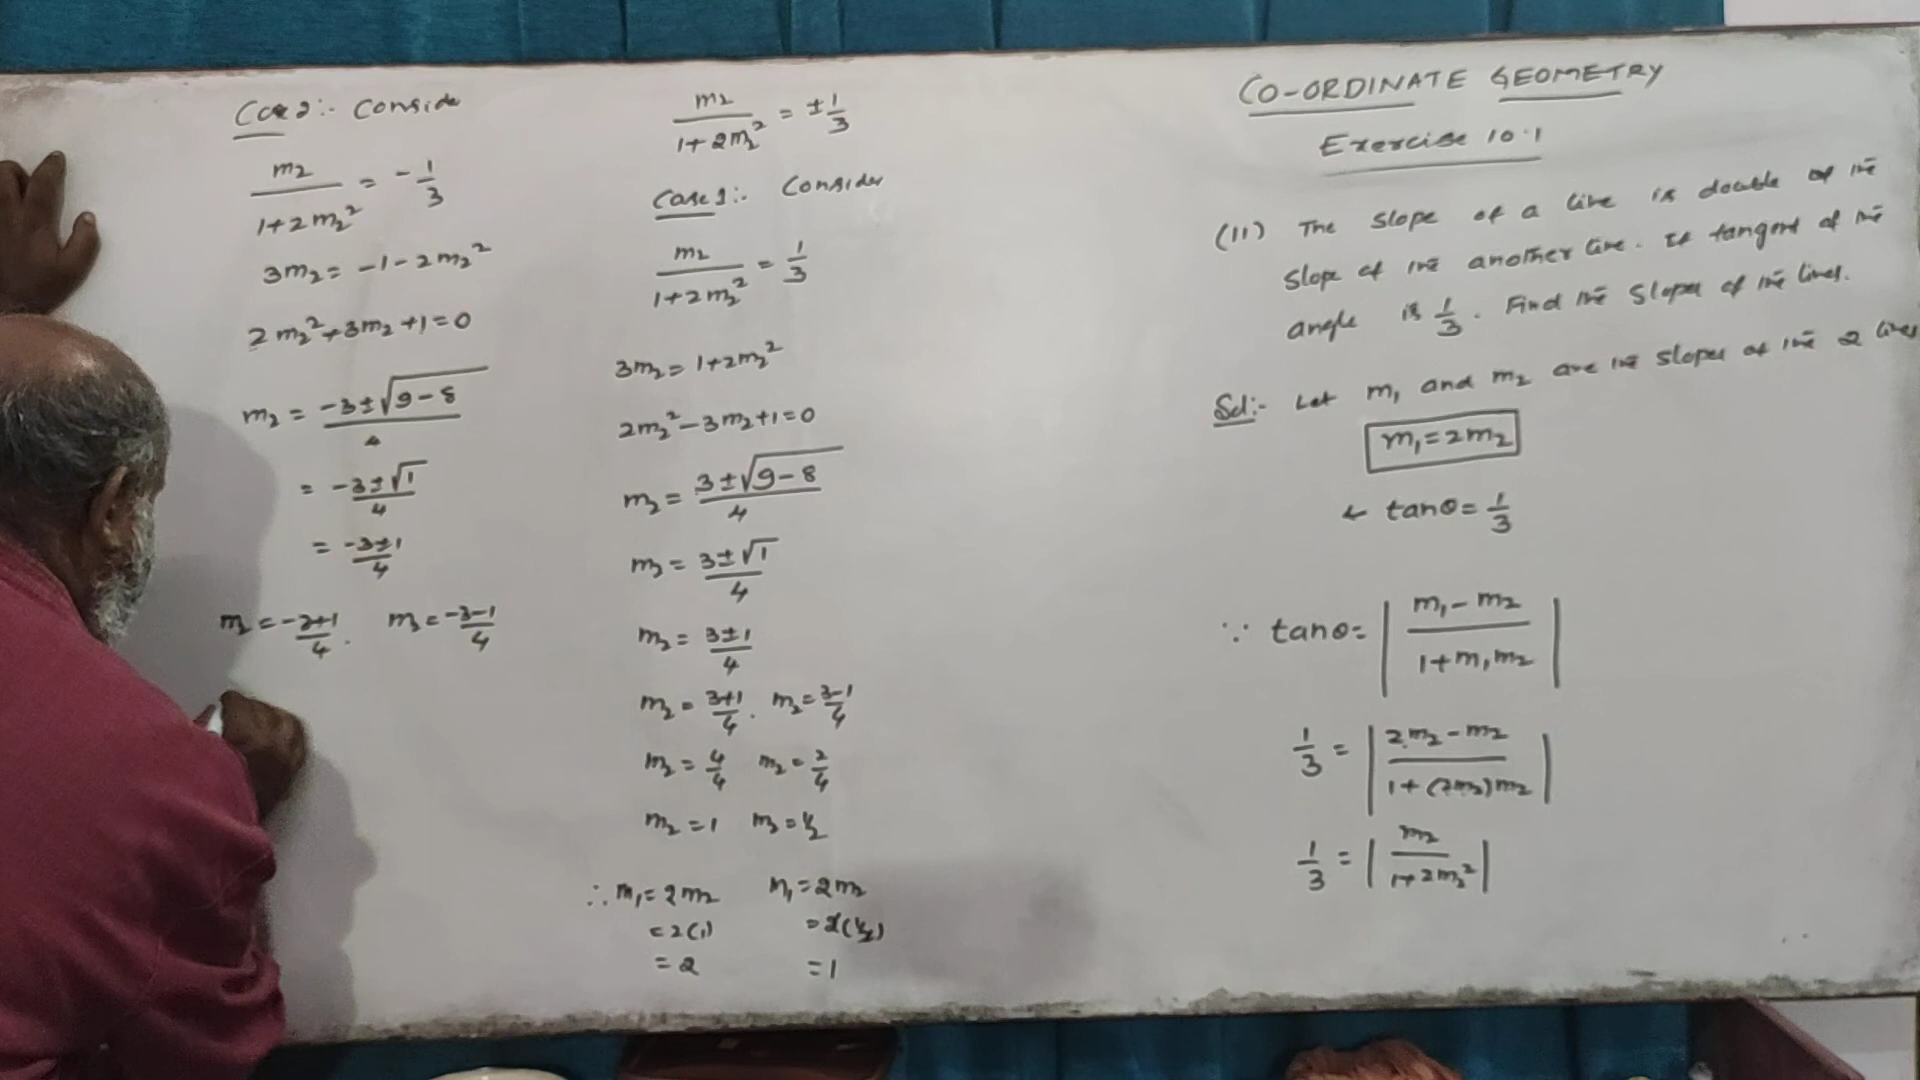 CO-ORDINATE GEOMETRY
Exercise 10.1
(11) The slope of a line is double of the
slope of the another line. If tangent of the
angle is 1/3. Find the slopes of the lines.
Sol:- Let m₁ and m₂ are the slopes of the 2 lines
m₁ = 2m₂
& tanθ = 1/3
∵ tanθ = | (m₁ - m₂) / (1 + m₁m₂) |
1/3 = | (2m₂ - m₂) / (1 + (2m₂)m₂) |
1/3 = | m₂ / (1 + 2m₂²) |
m₂ / (1 + 2m₂²) = ± 1/3
Case 1:- Consider
m₂ / (1 + 2m₂²) = 1/3
3m₂ = 1 + 2m₂²
2m₂² - 3m₂ + 1 = 0
m₂ = (3 ± √(9 - 8)) / 4
m₂ = (3 ± √1) / 4
m₂ = (3 ± 1) / 4
m₂ = (3 + 1) / 4 . m₂ = (3 - 1) / 4
m₂ = 4/4 m₂ = 2/4
m₂ = 1 m₂ = 1/2
∴ m₁ = 2m₂ m₁ = 2m₂
= 2(1) = 2(1/2)
= 2 = 1
Case 2:- Conside
m₂ / (1 + 2m₂²) = - 1/3
3m₂ = -1 - 2m₂²
2m₂² + 3m₂ + 1 = 0
m₂ = (-3 ± √(9 - 8)) / 4
= (-3 ± √1) / 4
= (-3 ± 1) / 4
m₂ = (-3 + 1) / 4 . m₂ = (-3 - 1) / 4